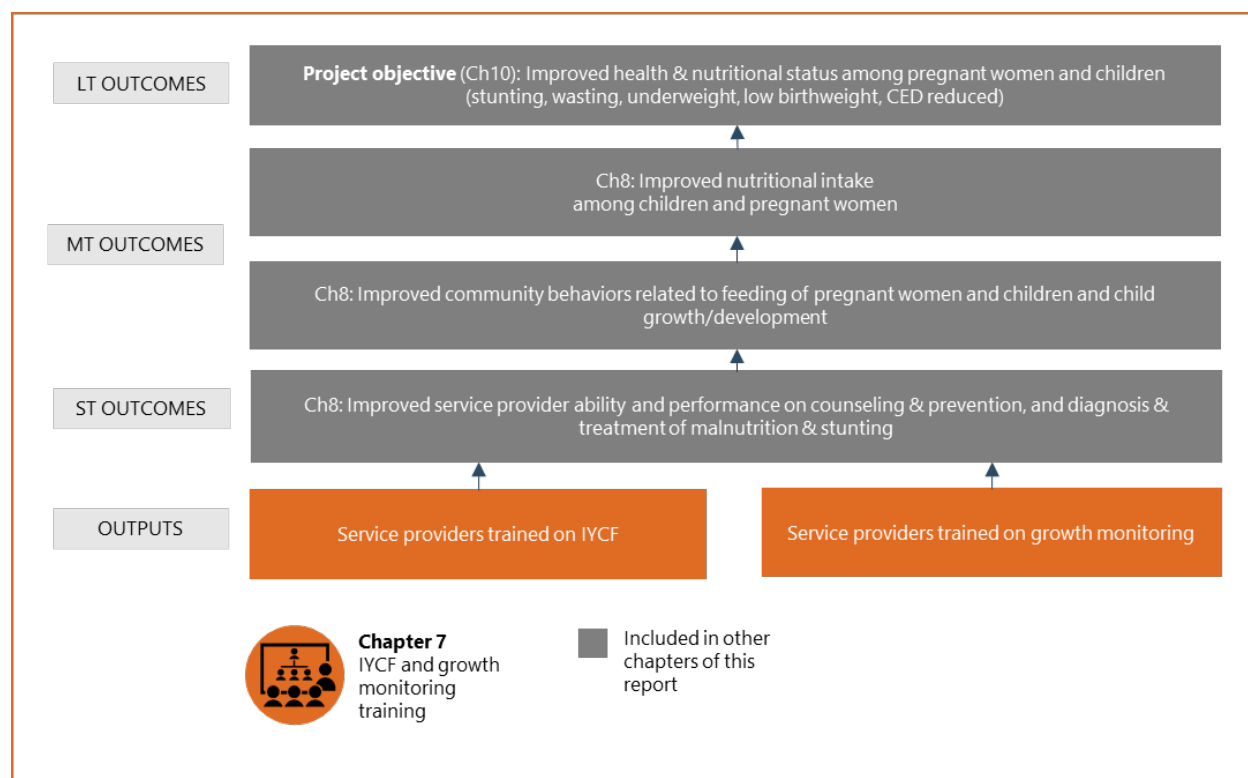 LT OUTCOMES
Project objective (Ch10): Improved health & nutritional status among pregnant women and children
(stunting, wasting, underweight, low birthweight, CED reduced)
MT OUTCOMES
Ch8: Improved nutritional intake
among children and pregnant women
Ch8: Improved community behaviors related to feeding of pregnant women and children and child
growth/development
ST OUTCOMES
Ch8: Improved service provider ability and performance on counseling & prevention, and diagnosis &
treatment of malnutrition & stunting
OUTPUTS
Service providers trained on IYCF
Service providers trained on growth monitoring
Chapter 7
IYCF and growth
monitoring
training
Included in other
chapters of this
report